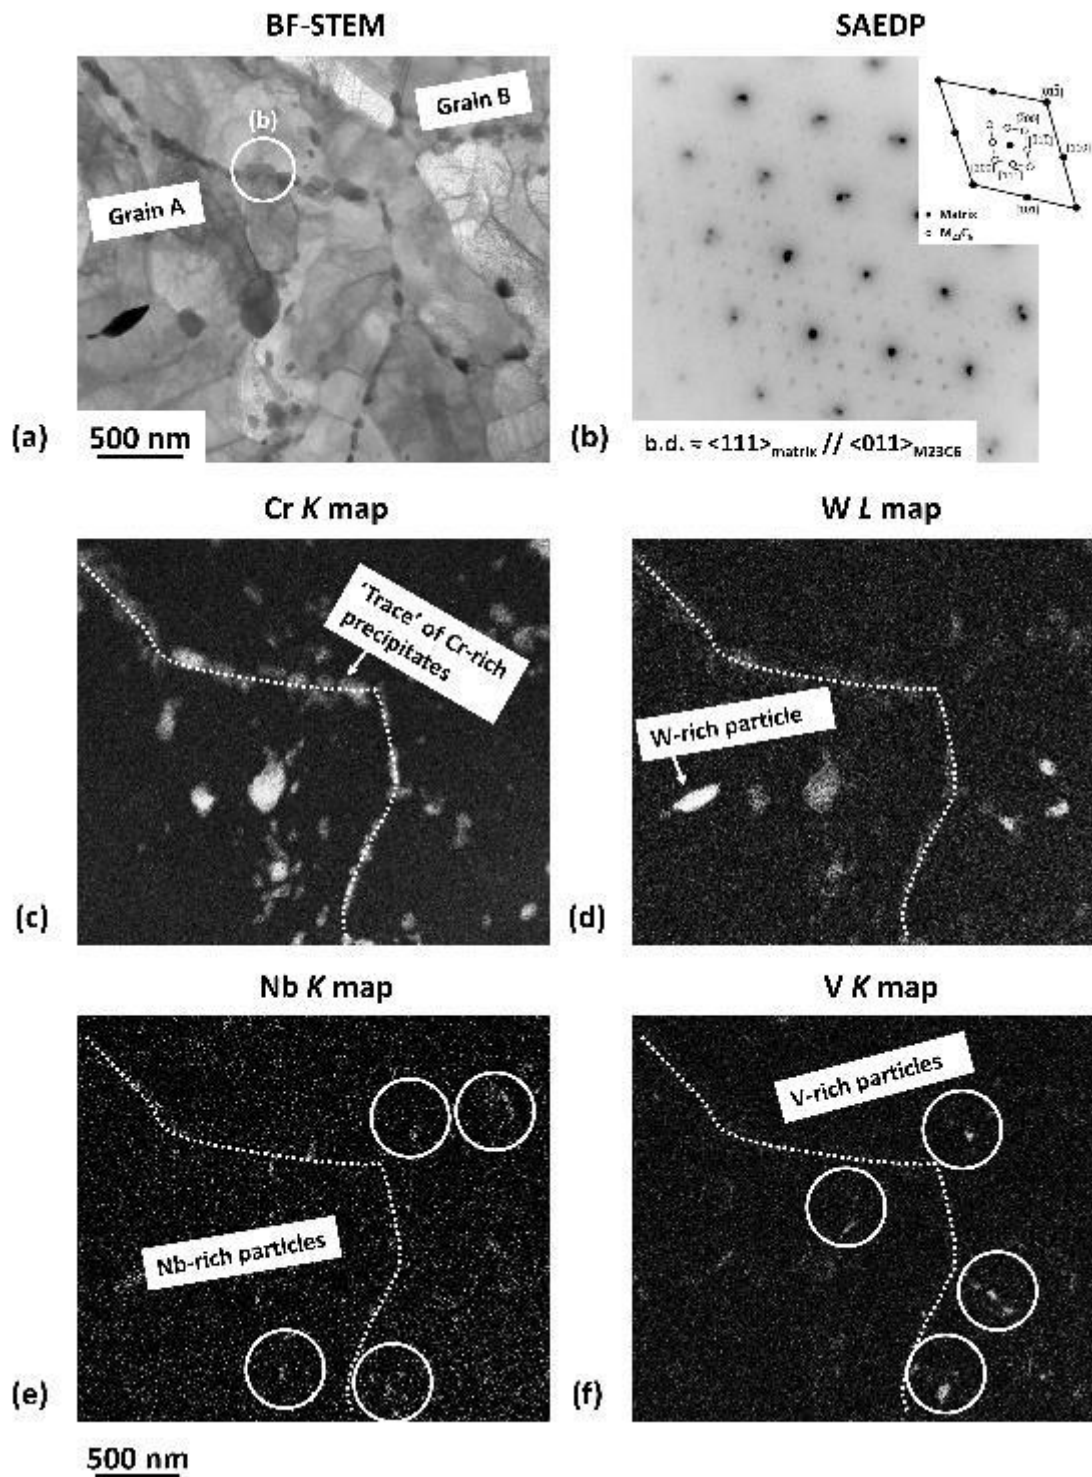 BF-STEM
SAEDP
Grain B
(b)
Grain A
Matrix
M₂₃C₆
(a)
500 nm
(b)
b.d. = <111>matrix // <011>M23C6
Cr K map
W L map
'Trace' of Cr-rich
precipitates
W-rich particle
(c)
(d)
Nb K map
V K map
V-rich particles
Nb-rich particles
(e)
(f)
500 nm